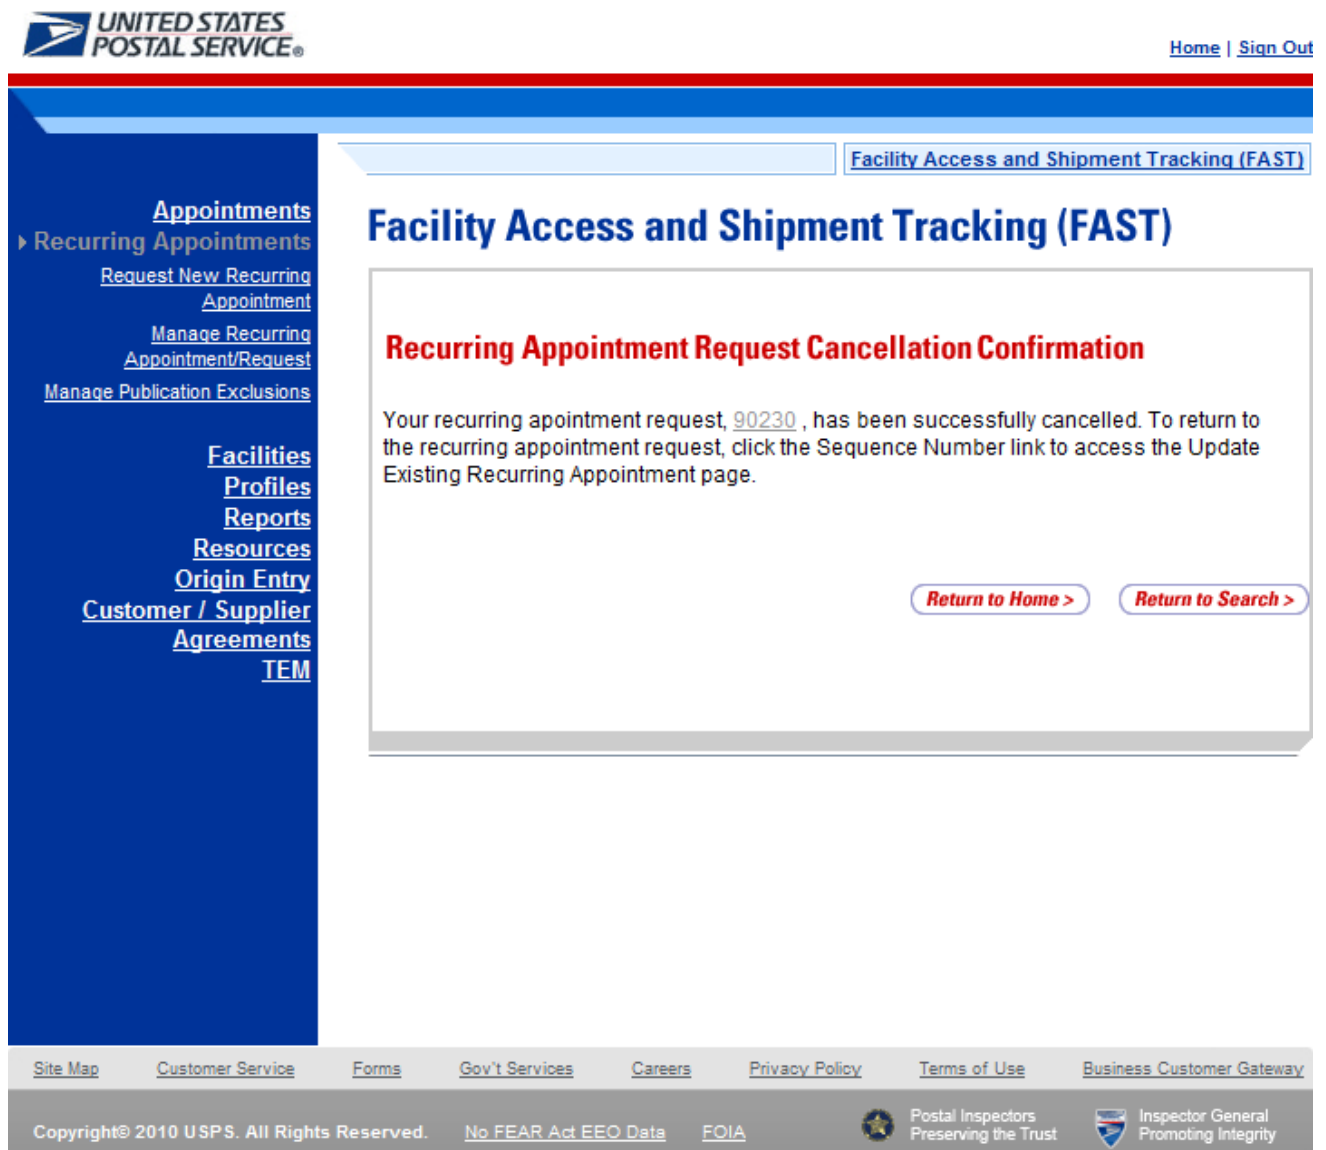 UNITED STATES
POSTAL SERVICE®
Home | Sign Out
Facility Access and Shipment Tracking (FAST)
Appointments
Recurring Appointments
Request New Recurring
Appointment
Manage Recurring
Appointment/Request
Manage Publication Exclusions
Facilities
Profiles
Reports
Resources
Origin Entry
Customer / Supplier
Agreements
TEM
Facility Access and Shipment Tracking (FAST)
Recurring Appointment Request Cancellation Confirmation
Your recurring apointment request, 90230 , has been successfully cancelled. To return to
the recurring appointment request, click the Sequence Number link to access the Update
Existing Recurring Appointment page.
Return to Home > Return to Search >
Site Map Customer Service Forms Gov't Services Careers Privacy Policy Terms of Use Business Customer Gateway
Copyright© 2010 USPS. All Rights Reserved. No FEAR Act EEO Data FOIA
Postal Inspectors
Preserving the Trust
Inspector General
Promoting Integrity